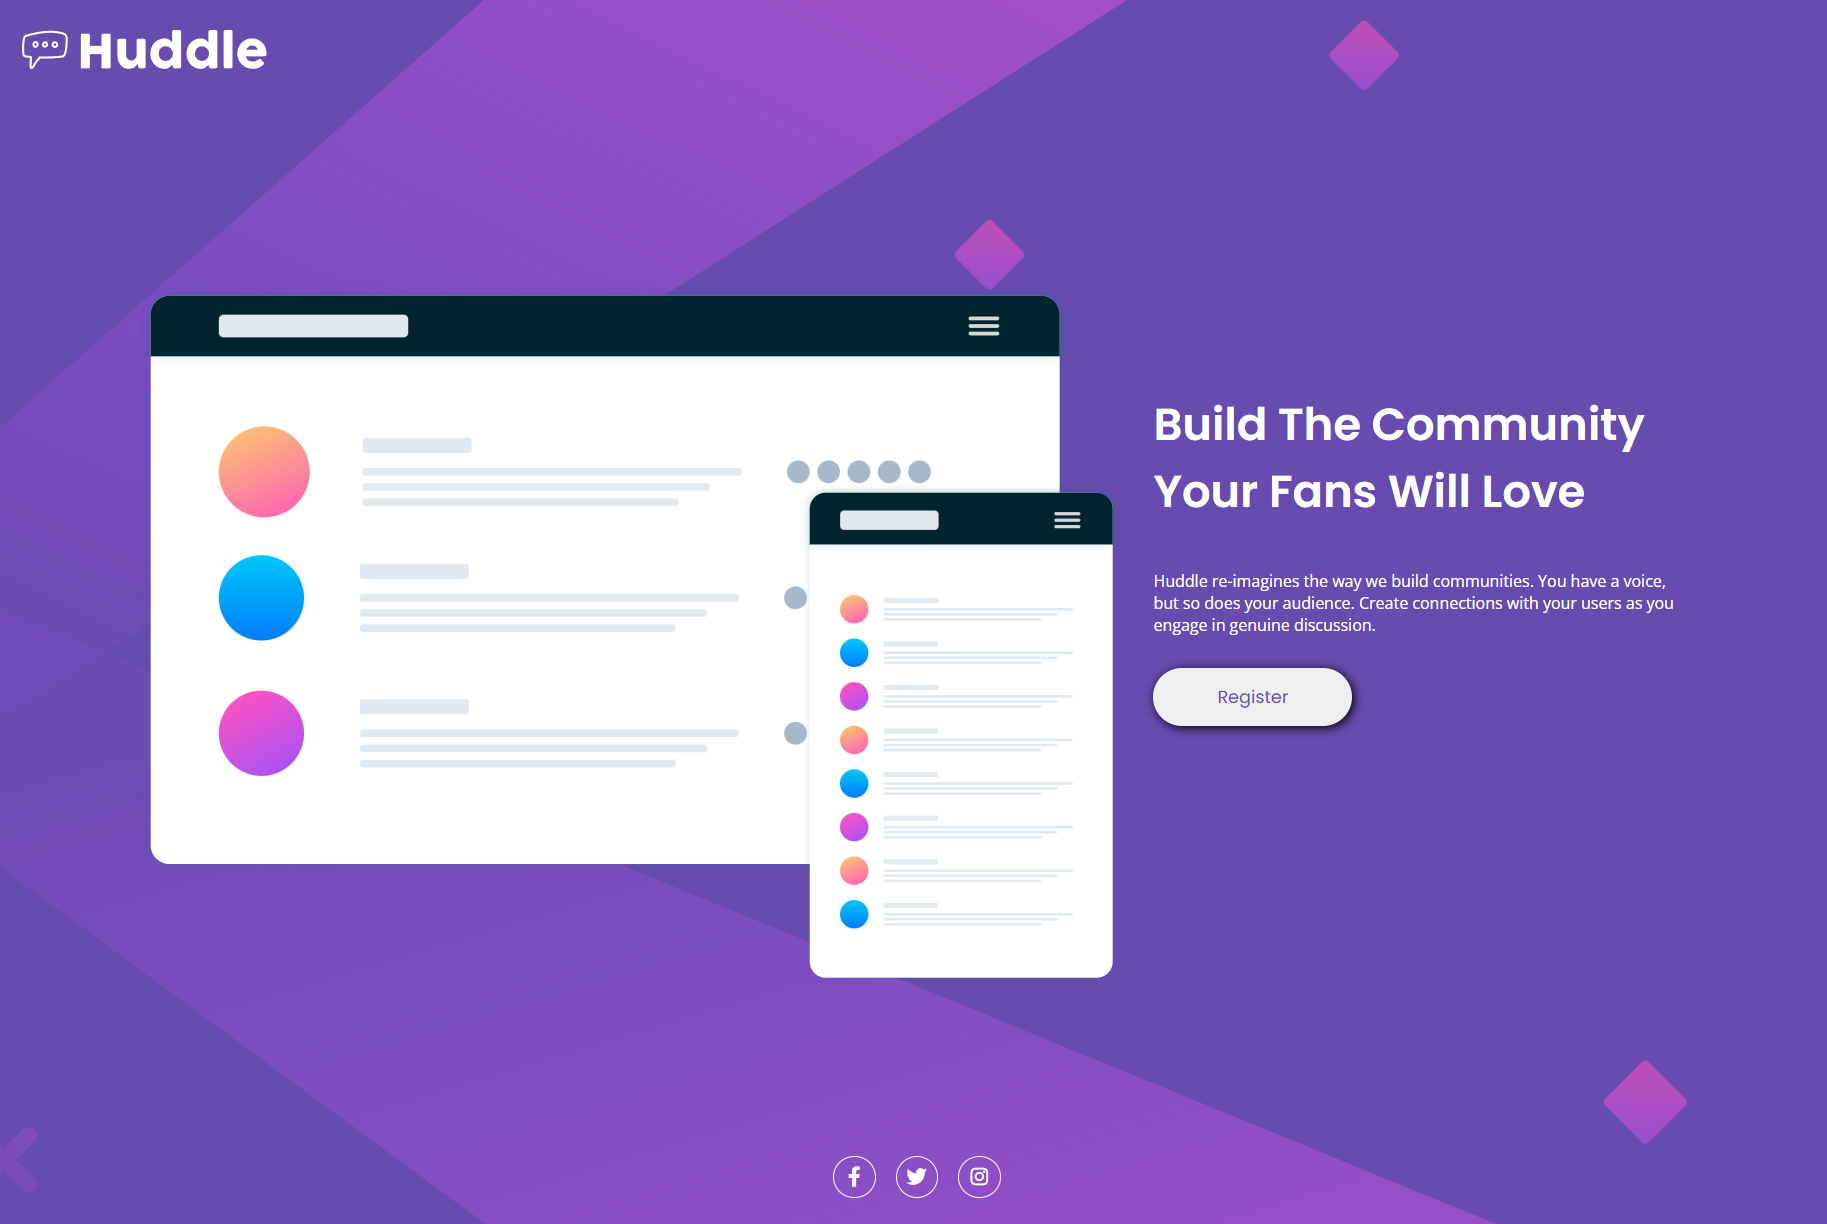 Huddle
Build The Community
Your Fans Will Love
Huddle re-imagines the way we build communities. You have a voice,
but so does your audience. Create connections with your users as you
engage in genuine discussion.
Register